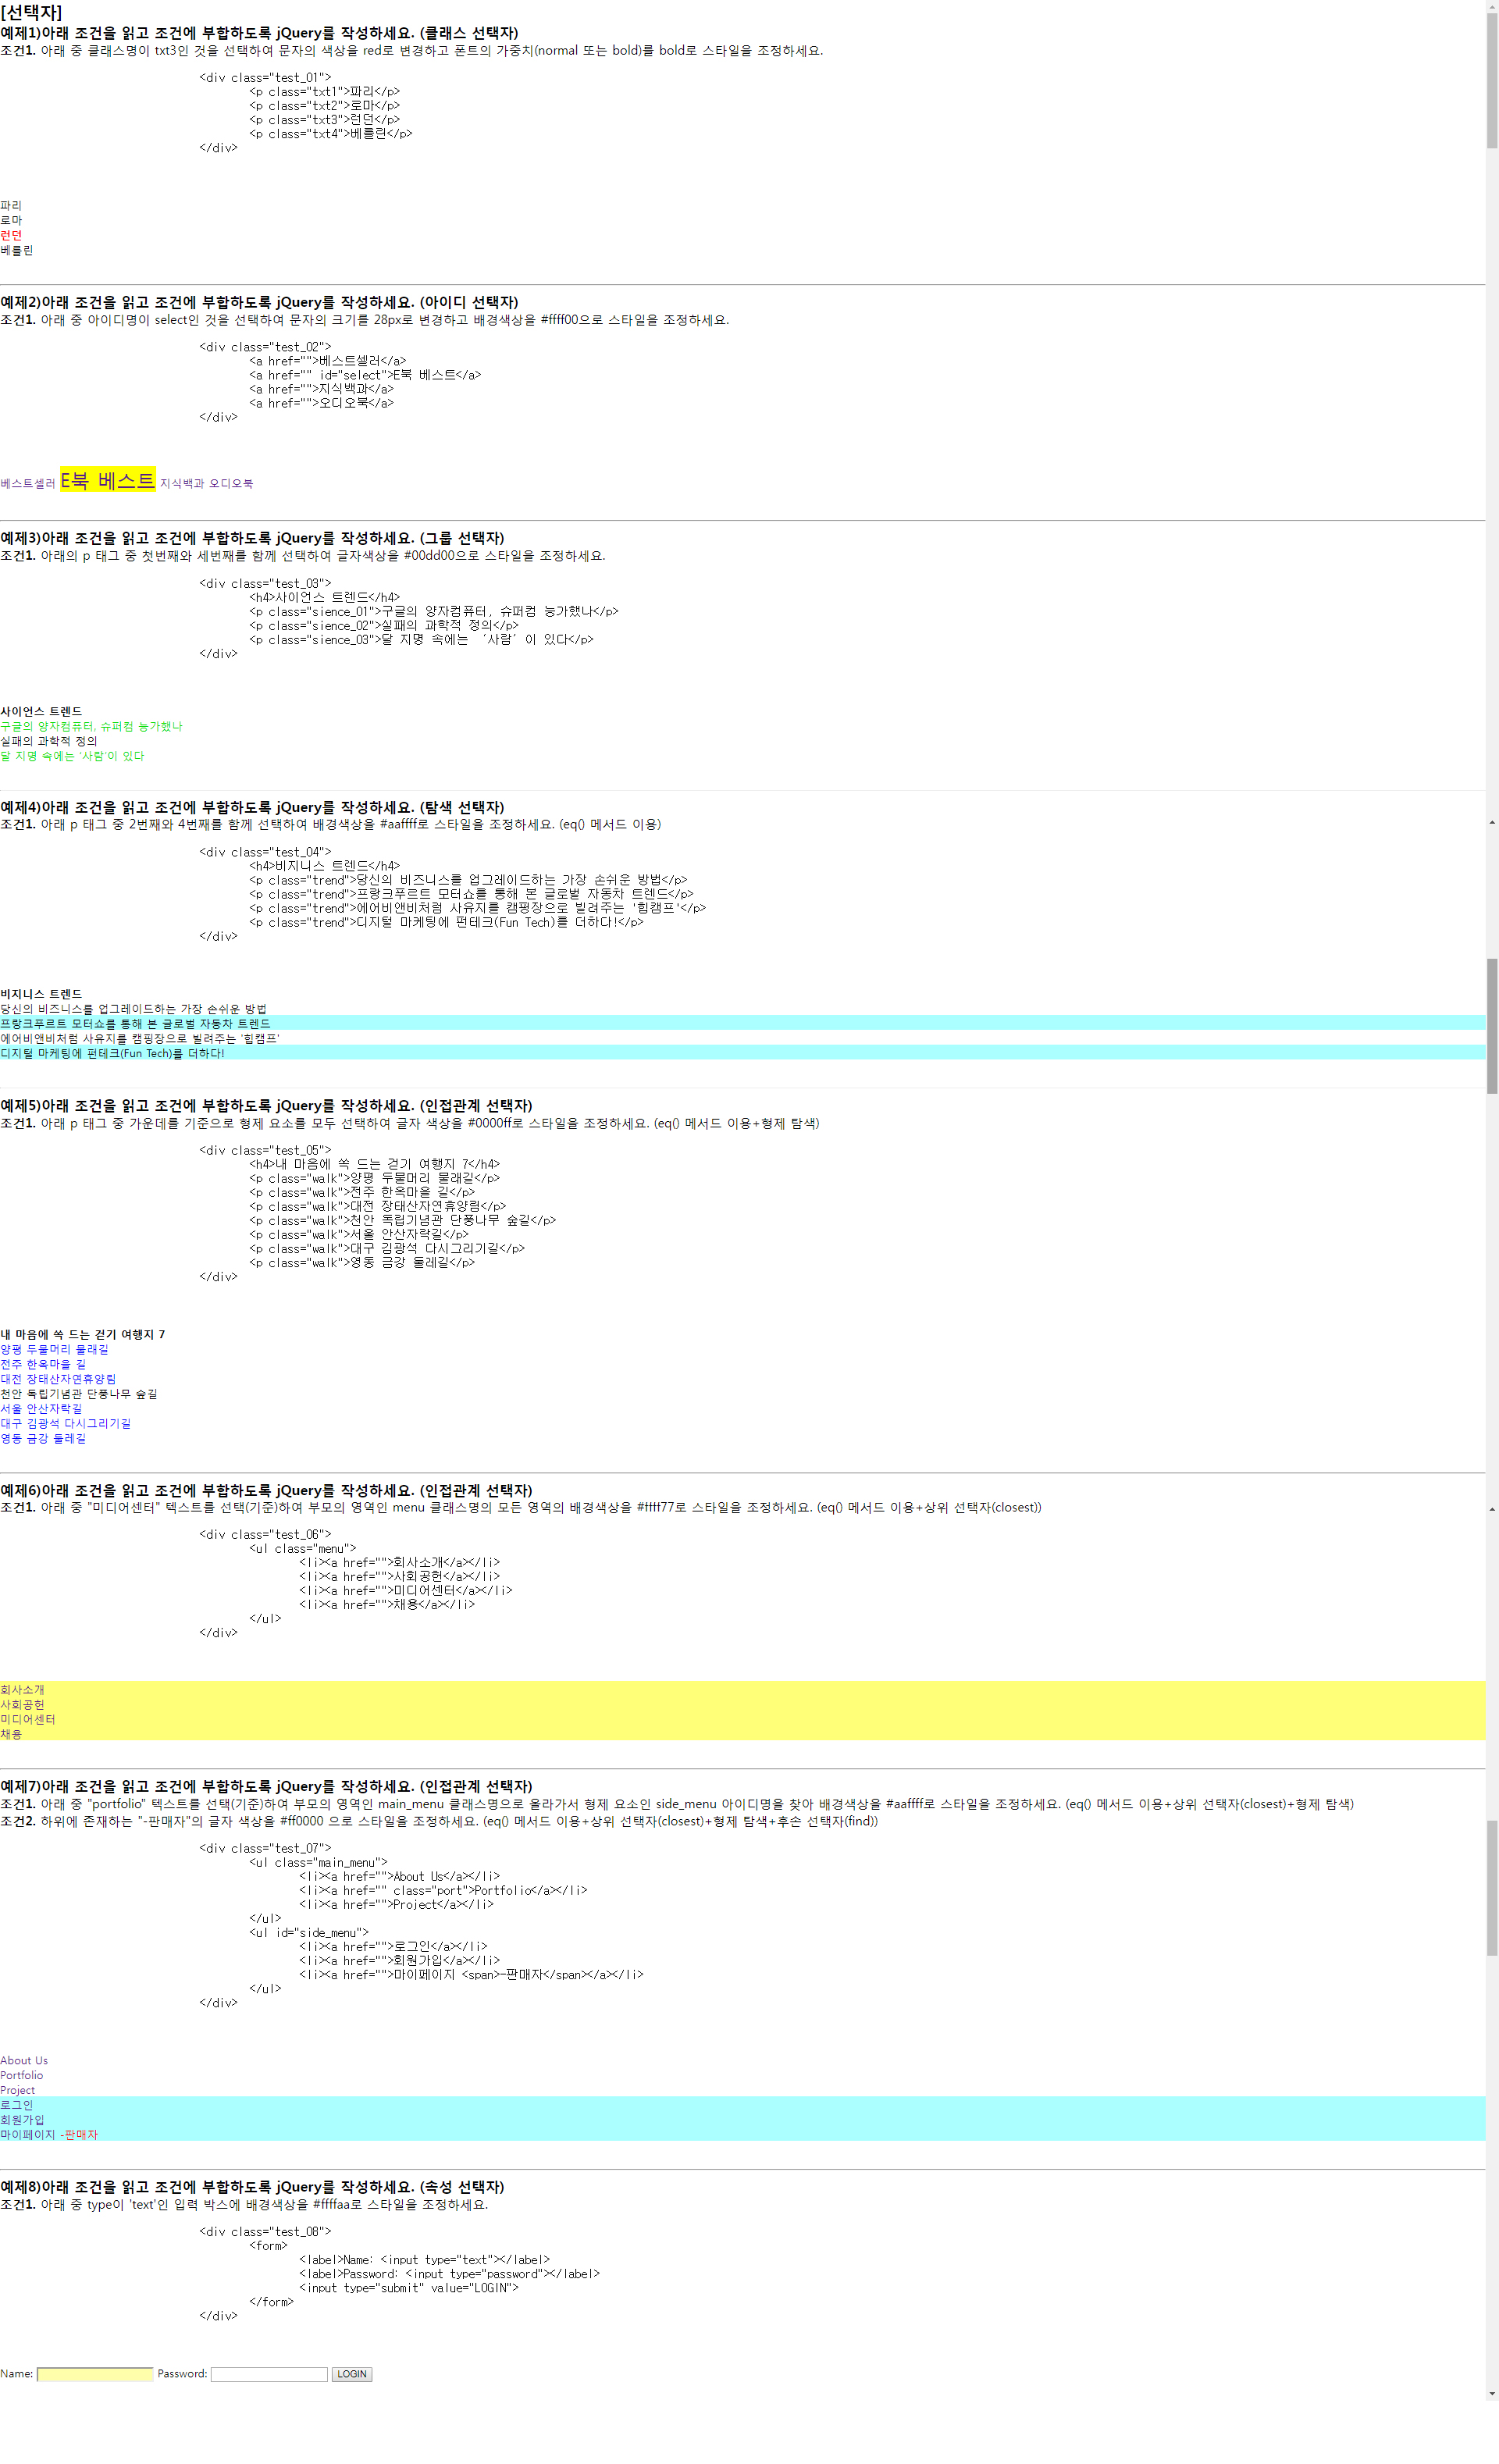 [선택자]
예제1)아래 조건을 읽고 조건에 부합하도록 jQuery를 작성하세요. (클래스 선택자)
조건1. 아래 중 클래스명이 txt3인 것을 선택하여 문자의 색상을 red로 변경하고 폰트의 가중치(normal 또는 bold)를 bold로 스타일을 조정하세요.
<div class="test_01">
<p class="txt1">파리</p>
<p class="txt2">로마</p>
<p class="txt3">런던</p>
<p class="txt4">베를린</p>
</div>
파리
로마
런던
베를린
예제2)아래 조건을 읽고 조건에 부합하도록 jQuery를 작성하세요. (아이디 선택자)
조건1. 아래 중 아이디명이 select인 것을 선택하여 문자의 크기를 28px로 변경하고 배경색상을 #ffff00으로 스타일을 조정하세요.
<div class="test_02">
<a href="">베스트셀러</a>
<a href="" id="select">E북 베스트</a>
<a href="">지식백과</a>
<a href="">오디오북</a>
</div>
베스트셀러 E북 베스트 지식백과 오디오북
예제3)아래 조건을 읽고 조건에 부합하도록 jQuery를 작성하세요. (그룹 선택자)
조건1. 아래의 p 태그 중 첫번째와 세번째를 함께 선택하여 글자색상을 #00dd00으로 스타일을 조정하세요.
<div class="test_03">
<h4>사이언스 트렌드</h4>
<p class="sience_01">구글의 양자컴퓨터, 슈퍼컴 능가했나</p>
<p class="sience_02">실패의 과학적 정의</p>
<p class="sience_03">달 지명 속에는 ‘사람’이 있다</p>
</div>
사이언스 트렌드
구글의 양자컴퓨터, 슈퍼컴 능가했나
실패의 과학적 정의
달 지명 속에는 ‘사람’이 있다
예제4)아래 조건을 읽고 조건에 부합하도록 jQuery를 작성하세요. (탐색 선택자)
조건1. 아래 p 태그 중 2번째와 4번째를 함께 선택하여 배경색상을 #aaffff로 스타일을 조정하세요. (eq() 메서드 이용)
<div class="test_04">
<h4>비지니스 트렌드</h4>
<p class="trend">당신의 비즈니스를 업그레이드하는 가장 손쉬운 방법</p>
<p class="trend">프랑크푸르트 모터쇼를 통해 본 글로벌 자동차 트렌드</p>
<p class="trend">에어비앤비처럼 사유지를 캠핑장으로 빌려주는 '힙캠프'</p>
<p class="trend">디지털 마케팅에 펀테크(Fun Tech)를 더하다!</p>
</div>
비지니스 트렌드
당신의 비즈니스를 업그레이드하는 가장 손쉬운 방법
프랑크푸르트 모터쇼를 통해 본 글로벌 자동차 트렌드
에어비앤비처럼 사유지를 캠핑장으로 빌려주는 '힙캠프'
디지털 마케팅에 펀테크(Fun Tech)를 더하다!
예제5)아래 조건을 읽고 조건에 부합하도록 jQuery를 작성하세요. (인접관계 선택자)
조건1. 아래 p 태그 중 가운데를 기준으로 형제 요소를 모두 선택하여 글자 색상을 #0000ff로 스타일을 조정하세요. (eq() 메서드 이용+형제 탐색)
<div class="test_05">
<h4>내 마음에 쏙 드는 걷기 여행지 7</h4>
<p class="walk">양평 두물머리 물래길</p>
<p class="walk">전주 한옥마을 길</p>
<p class="walk">대전 장태산자연휴양림</p>
<p class="walk">천안 독립기념관 단풍나무 숲길</p>
<p class="walk">서울 안산자락길</p>
<p class="walk">대구 김광석 다시그리기길</p>
<p class="walk">영동 금강 둘레길</p>
</div>
내 마음에 쏙 드는 걷기 여행지 7
양평 두물머리 물래길
전주 한옥마을 길
대전 장태산자연휴양림
천안 독립기념관 단풍나무 숲길
서울 안산자락길
대구 김광석 다시그리기길
영동 금강 둘레길
예제6)아래 조건을 읽고 조건에 부합하도록 jQuery를 작성하세요. (인접관계 선택자)
조건1. 아래 중 "미디어센터" 텍스트를 선택(기준)하여 부모의 영역인 menu 클래스명의 모든 영역의 배경색상을 #ffff77로 스타일을 조정하세요. (eq() 메서드 이용+상위 선택자(closest))
<div class="test_06">
<ul class="menu">
<li><a href="">회사소개</a></li>
<li><a href="">사회공헌</a></li>
<li><a href="">미디어센터</a></li>
<li><a href="">채용</a></li>
</ul>
</div>
회사소개
사회공헌
미디어센터
채용
예제7)아래 조건을 읽고 조건에 부합하도록 jQuery를 작성하세요. (인접관계 선택자)
조건1. 아래 중 "portfolio" 텍스트를 선택(기준)하여 부모의 영역인 main_menu 클래스명으로 올라가서 형제 요소인 side_menu 아이디명을 찾아 배경색상을 #aaffff로 스타일을 조정하세요. (eq() 메서드 이용+상위 선택자(closest)+형제 탐색)
조건2. 하위에 존재하는 "-판매자"의 글자 색상을 #ff0000 으로 스타일을 조정하세요. (eq() 메서드 이용+상위 선택자(closest)+형제 탐색+후손 선택자(find))
<div class="test_07">
<ul class="main_menu">
<li><a href="">About Us</a></li>
<li><a href="" class="port">Portfolio</a></li>
<li><a href="">Project</a></li>
</ul>
<ul id="side_menu">
<li><a href="">로그인</a></li>
<li><a href="">회원가입</a></li>
<li><a href="">마이페이지 <span>-판매자</span></a></li>
</ul>
</div>
About Us
Portfolio
Project
로그인
회원가입
마이페이지 -판매자
예제8)아래 조건을 읽고 조건에 부합하도록 jQuery를 작성하세요. (속성 선택자)
조건1. 아래 중 type이 'text'인 입력 박스에 배경색상을 #ffffaa로 스타일을 조정하세요.
<div class="test_08">
<form>
<label>Name: <input type="text"></label>
<label>Password: <input type="password"></label>
<input type="submit" value="LOGIN">
</form>
</div>
Name: Password: LOGIN